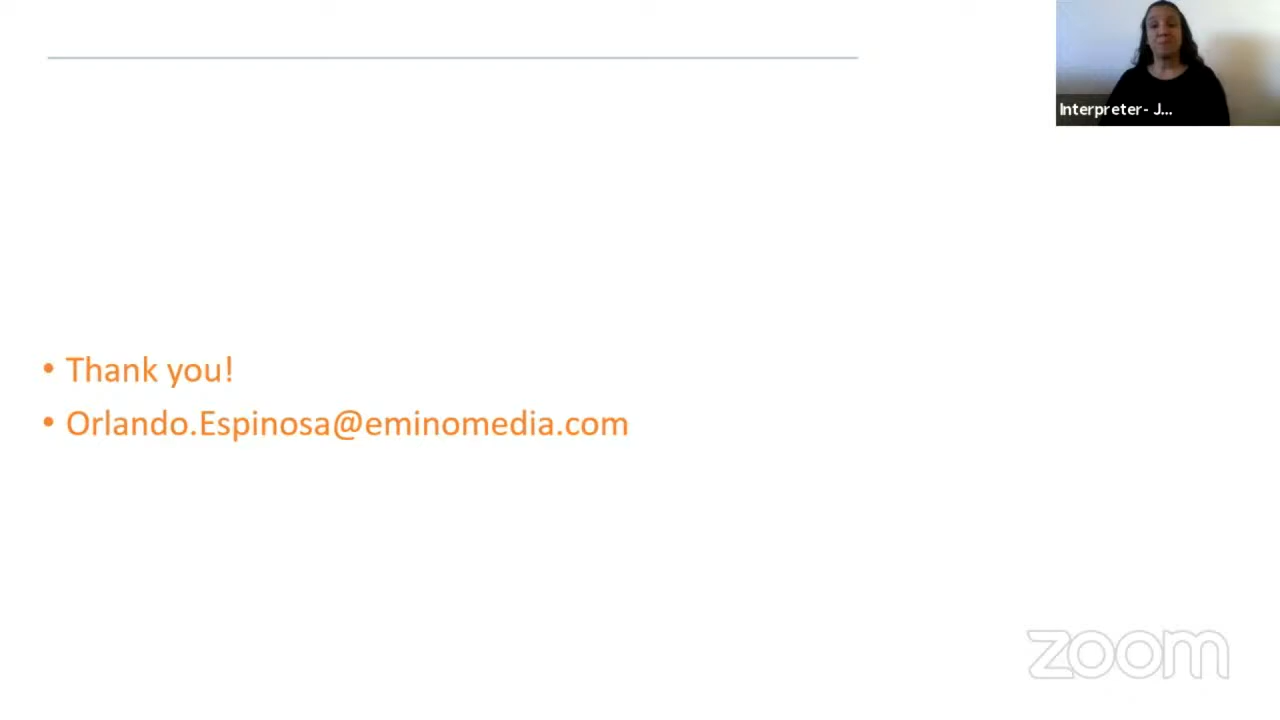 Interpreter- J...
• Thank you!
• Orlando.Espinosa@eminomedia.com
zoom